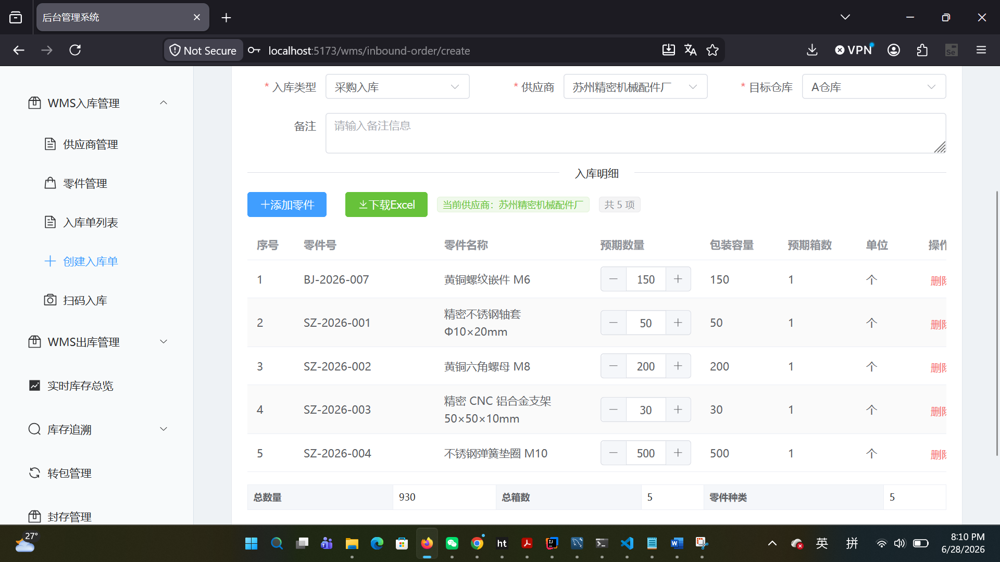 后台管理系统
Not Secure
localhost:5173/wms/inbound-order/create
VPN
Se
WMS入库管理
供应商管理
零件管理
入库单列表
创建入库单
扫码入库
WMS出库管理
实时库存总览
库存追溯
转包管理
封存管理
* 入库类型 采购入库 * 供应商 苏州精密机械配件厂 * 目标仓库 A仓库
备注 请输入备注信息
入库明细
添加零件 下载Excel 当前供应商：苏州精密机械配件厂 共 5 项
序号 零件号 零件名称 预期数量 包装容量 预期箱数 单位 操作
1 BJ-2026-007 黄铜螺纹嵌件 M6 150 150 1 个 删除
2 SZ-2026-001 精密不锈钢轴套 Φ10×20mm 50 50 1 个 删除
3 SZ-2026-002 黄铜六角螺母 M8 200 200 1 个 删除
4 SZ-2026-003 精密 CNC 铝合金支架 50×50×10mm 30 30 1 个 删除
5 SZ-2026-004 不锈钢弹簧垫圈 M10 500 500 1 个 删除
总数量 930 总箱数 5 零件种类 5
27°
ht
英
拼
8:10 PM
6/28/2026